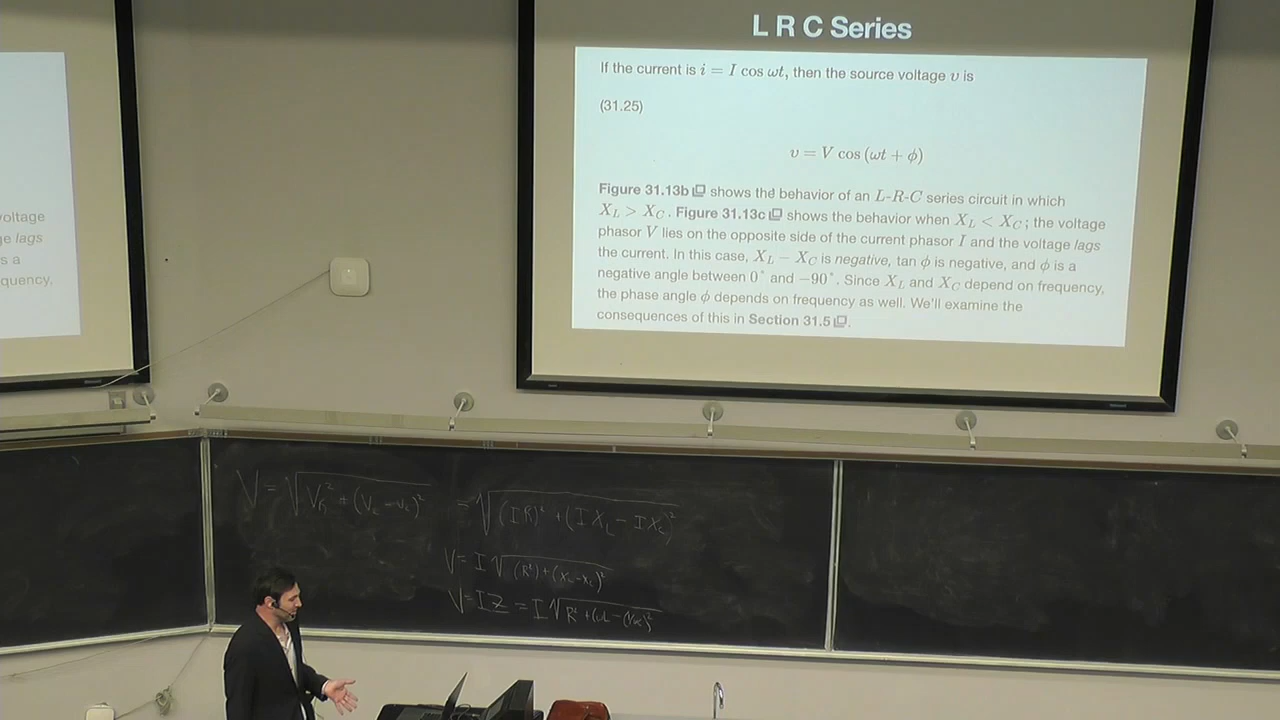 voltage
ge lags
s a
quency,
L R C Series
If the current is i = I cos ωt, then the source voltage υ is
(31.25)
υ = V cos (ωt + ϕ)
Figure 31.13b shows the behavior of an L-R-C series circuit in which
X_L > X_C. Figure 31.13c shows the behavior when X_L < X_C; the voltage
phasor V lies on the opposite side of the current phasor I and the voltage lags
the current. In this case, X_L − X_C is negative, tan ϕ is negative, and ϕ is a
negative angle between 0° and −90°. Since X_L and X_C depend on frequency,
the phase angle ϕ depends on frequency as well. We'll examine the
consequences of this in Section 31.5.
V = √(V_R² + (V_L − V_C)²) = √((IR)² + (IX_L − IX_C)²)
V = I √((R²) + (X_L − X_C)²)
V = IZ = I √(R² + (ωL − (1/ωC))²)